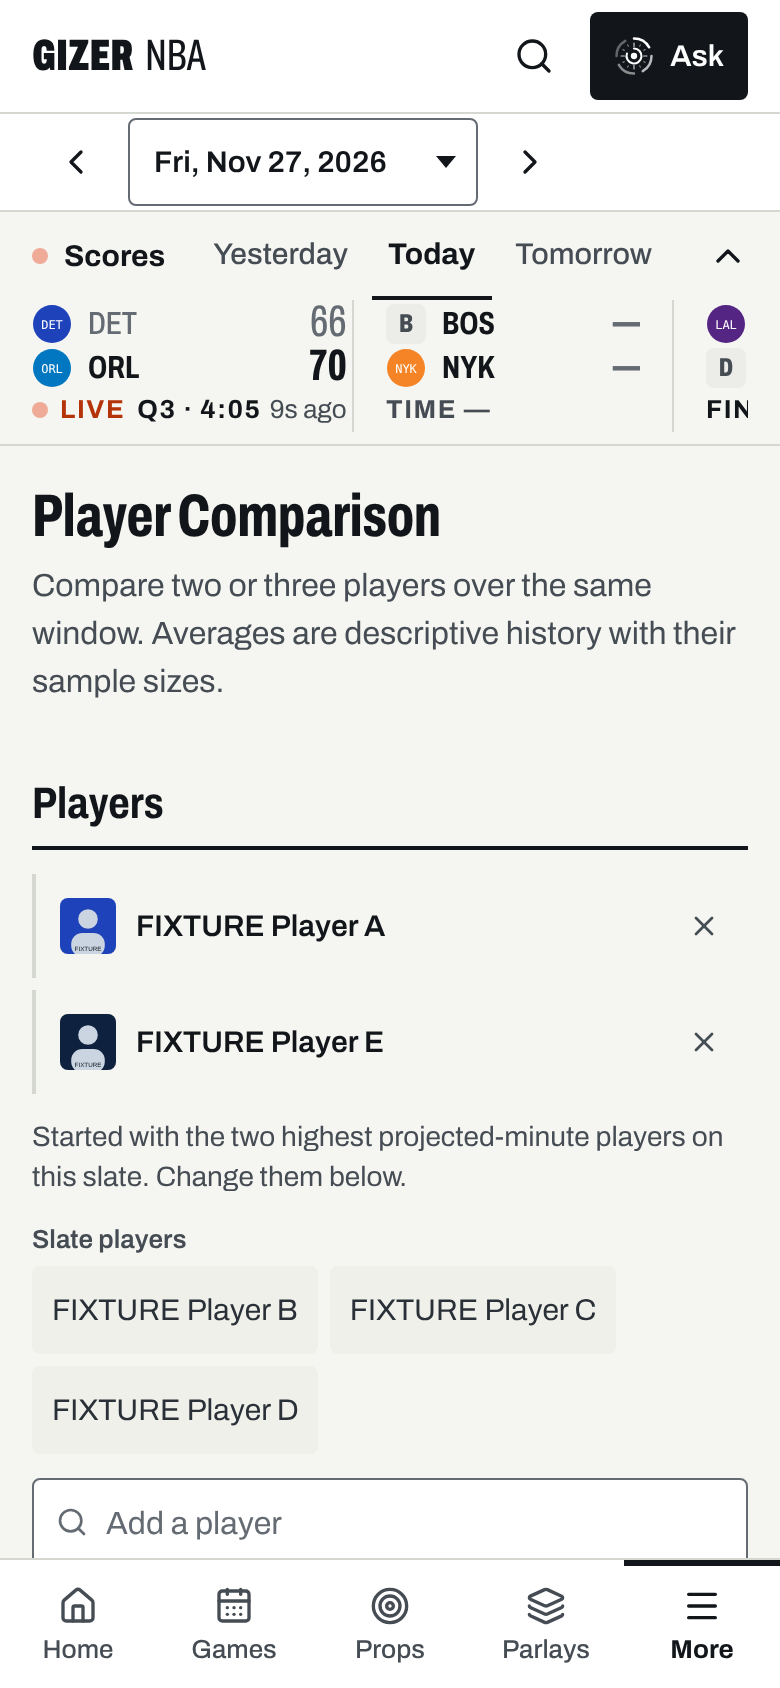 GIZER NBA
Ask
Fri, Nov 27, 2026
Scores Yesterday Today Tomorrow
DET DET 66
ORL ORL 70
LIVE Q3 · 4:05 9s ago
B BOS —
NYK NYK —
TIME —
LAL
D
FIN
Player Comparison
Compare two or three players over the same
window. Averages are descriptive history with their
sample sizes.
Players
FIXTURE FIXTURE Player A
FIXTURE FIXTURE Player E
Started with the two highest projected-minute players on
this slate. Change them below.
Slate players
FIXTURE Player B FIXTURE Player C
FIXTURE Player D
Add a player
Home Games Props Parlays More